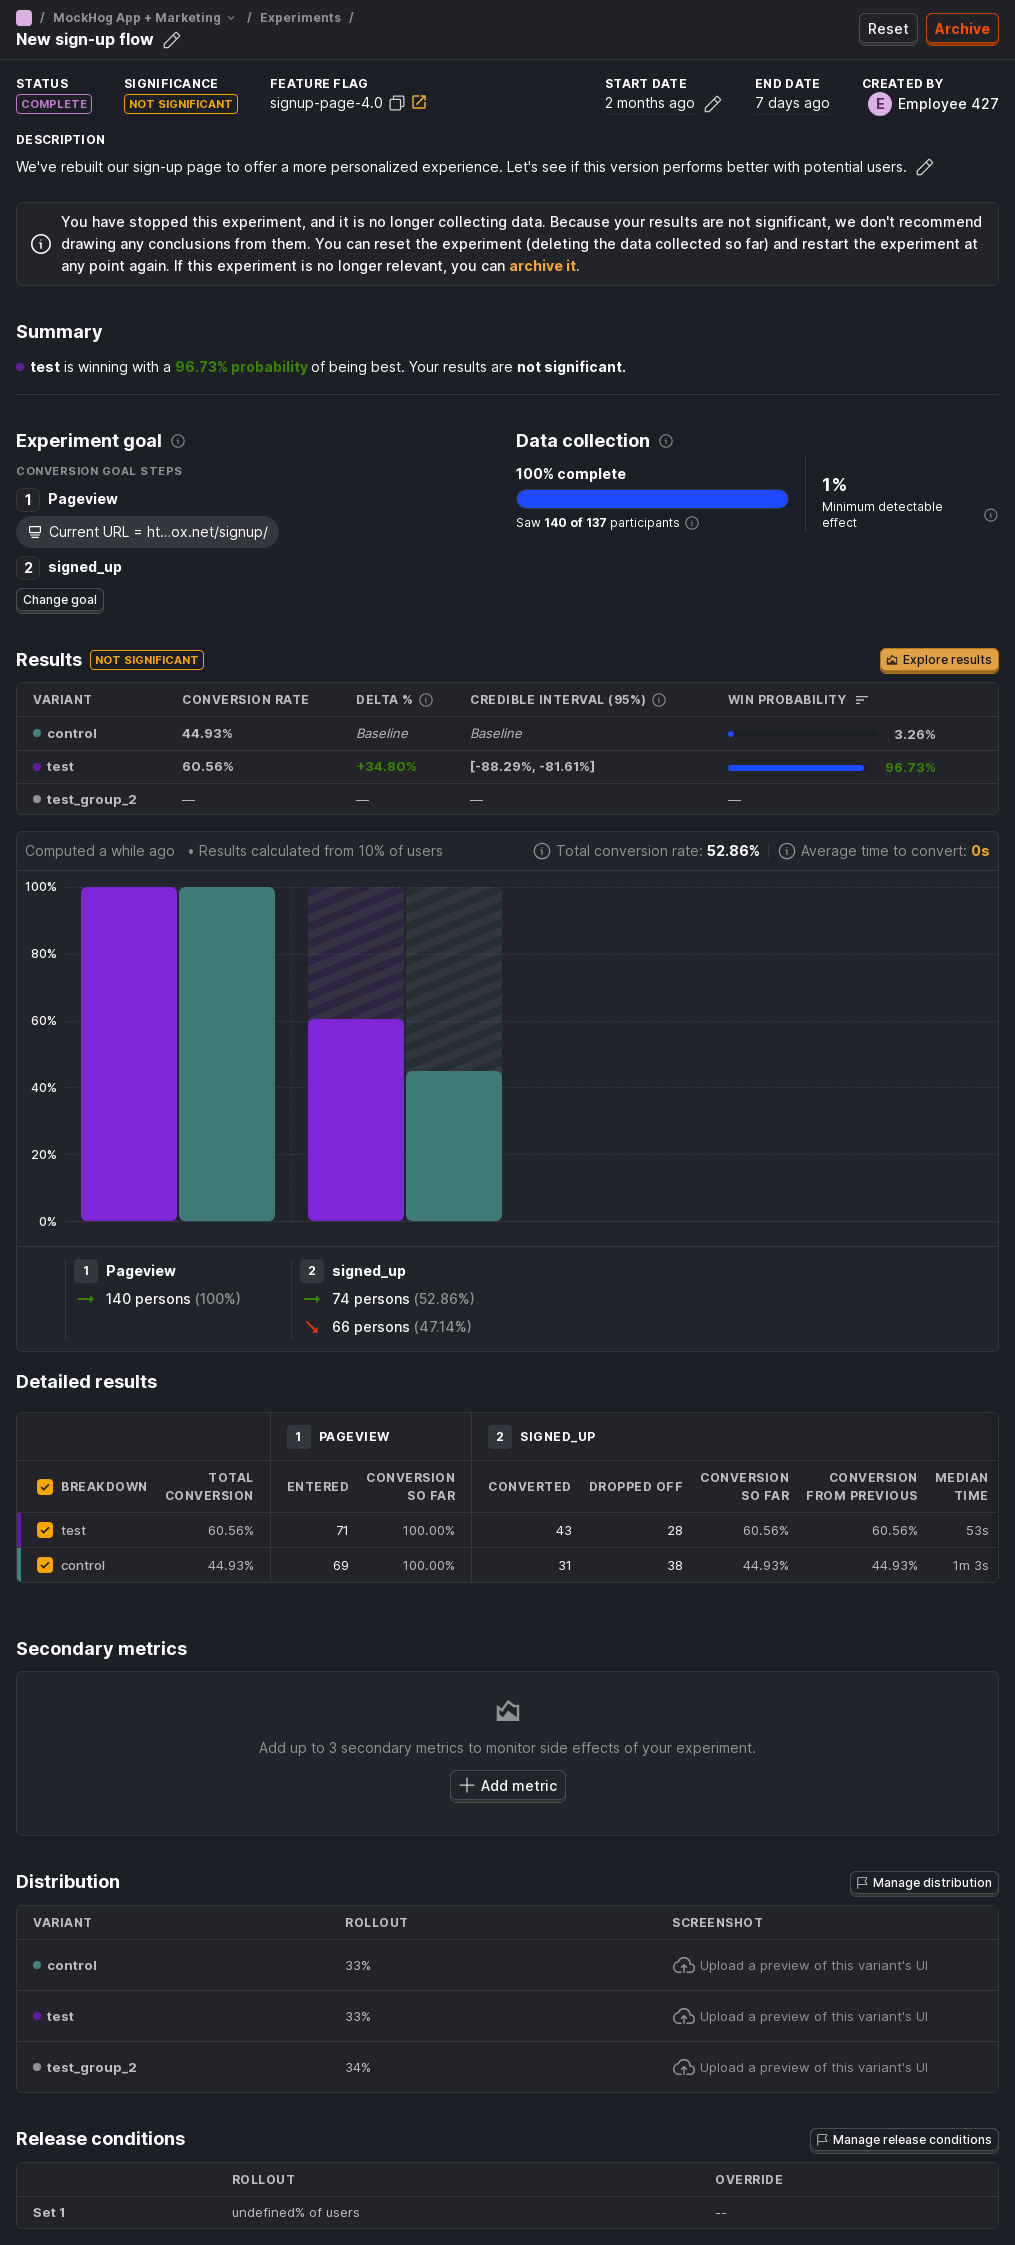 / MockHog App + Marketing / Experiments /
New sign-up flow
Reset
Archive
STATUS
COMPLETE
SIGNIFICANCE
NOT SIGNIFICANT
FEATURE FLAG
signup-page-4.0
START DATE
2 months ago
END DATE
7 days ago
CREATED BY
E Employee 427
DESCRIPTION
We've rebuilt our sign-up page to offer a more personalized experience. Let's see if this version performs better with potential users.
You have stopped this experiment, and it is no longer collecting data. Because your results are not significant, we don't recommend
drawing any conclusions from them. You can reset the experiment (deleting the data collected so far) and restart the experiment at
any point again. If this experiment is no longer relevant, you can archive it.
Summary
test is winning with a 96.73% probability of being best. Your results are not significant.
Experiment goal
CONVERSION GOAL STEPS
1 Pageview
Current URL = ht...ox.net/signup/
2 signed_up
Change goal
Data collection
100% complete
Saw 140 of 137 participants
1%
Minimum detectable
effect
Results NOT SIGNIFICANT
Explore results
VARIANT CONVERSION RATE DELTA % CREDIBLE INTERVAL (95%) WIN PROBABILITY
control 44.93% Baseline Baseline 3.26%
test 60.56% +34.80% [-88.29%, -81.61%] 96.73%
test_group_2 — — — —
Computed a while ago • Results calculated from 10% of users
Total conversion rate: 52.86%
Average time to convert: 0s
100%
80%
60%
40%
20%
0%
1 Pageview
140 persons (100%)
2 signed_up
74 persons (52.86%)
66 persons (47.14%)
Detailed results
1 PAGEVIEW 2 SIGNED_UP
BREAKDOWN TOTAL CONVERSION ENTERED CONVERSION SO FAR CONVERTED DROPPED OFF CONVERSION SO FAR CONVERSION FROM PREVIOUS MEDIAN TIME
test 60.56% 71 100.00% 43 28 60.56% 60.56% 53s
control 44.93% 69 100.00% 31 38 44.93% 44.93% 1m 3s
Secondary metrics
Add up to 3 secondary metrics to monitor side effects of your experiment.
Add metric
Distribution
Manage distribution
VARIANT ROLLOUT SCREENSHOT
control 33% Upload a preview of this variant's UI
test 33% Upload a preview of this variant's UI
test_group_2 34% Upload a preview of this variant's UI
Release conditions
Manage release conditions
ROLLOUT OVERRIDE
Set 1 undefined% of users --